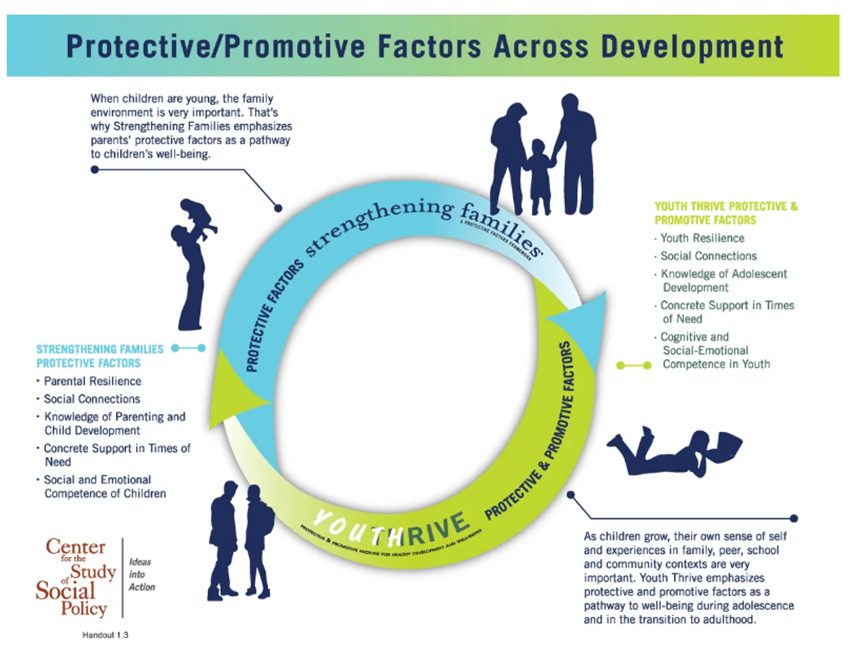 Protective/Promotive Factors Across Development
When children are young, the family
environment is very important. That's
why Strengthening Families emphasizes
parents' protective factors as a pathway
to children's well-being.
PROTECTIVE FACTORS strengthening families
A PROTECTIVE FACTORS FRAMEWORK
YOUTH THRIVE PROTECTIVE &
PROMOTIVE FACTORS
· Youth Resilience
· Social Connections
· Knowledge of Adolescent
Development
· Concrete Support in Times
of Need
· Cognitive and
Social-Emotional
Competence in Youth
STRENGTHENING FAMILIES
PROTECTIVE FACTORS
• Parental Resilience
• Social Connections
• Knowledge of Parenting and
Child Development
• Concrete Support in Times of
Need
• Social and Emotional
Competence of Children
YOUTHRIVE PROTECTIVE & PROMOTIVE FACTORS
PROTECTIVE & PROMOTIVE FACTORS FOR HEALTHY DEVELOPMENT AND WELL-BEING
As children grow, their own sense of self
and experiences in family, peer, school
and community contexts are very
important. Youth Thrive emphasizes
protective and promotive factors as a
pathway to well-being during adolescence
and in the transition to adulthood.
Center
for the
Study
of
Social
Policy
Ideas
into
Action
Handout 1.3